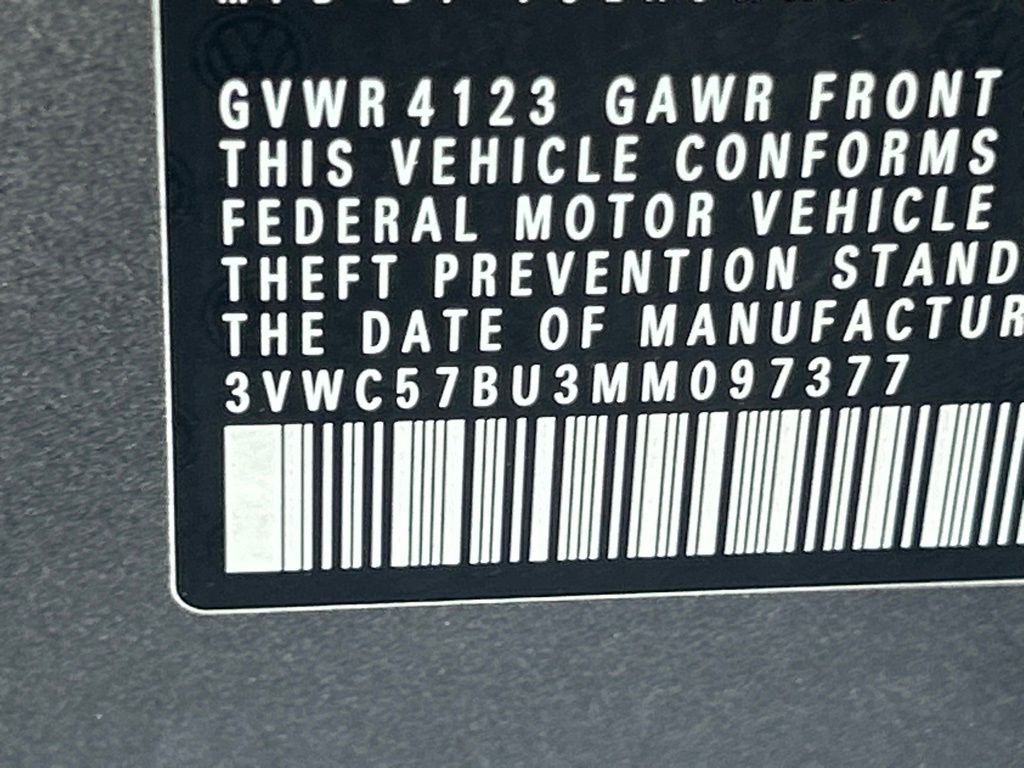 GVWR 4123 GAWR FRONT
THIS VEHICLE CONFORMS
FEDERAL MOTOR VEHICLE
THEFT PREVENTION STAND
THE DATE OF MANUFACTUR
3VWC57BU3MM097377